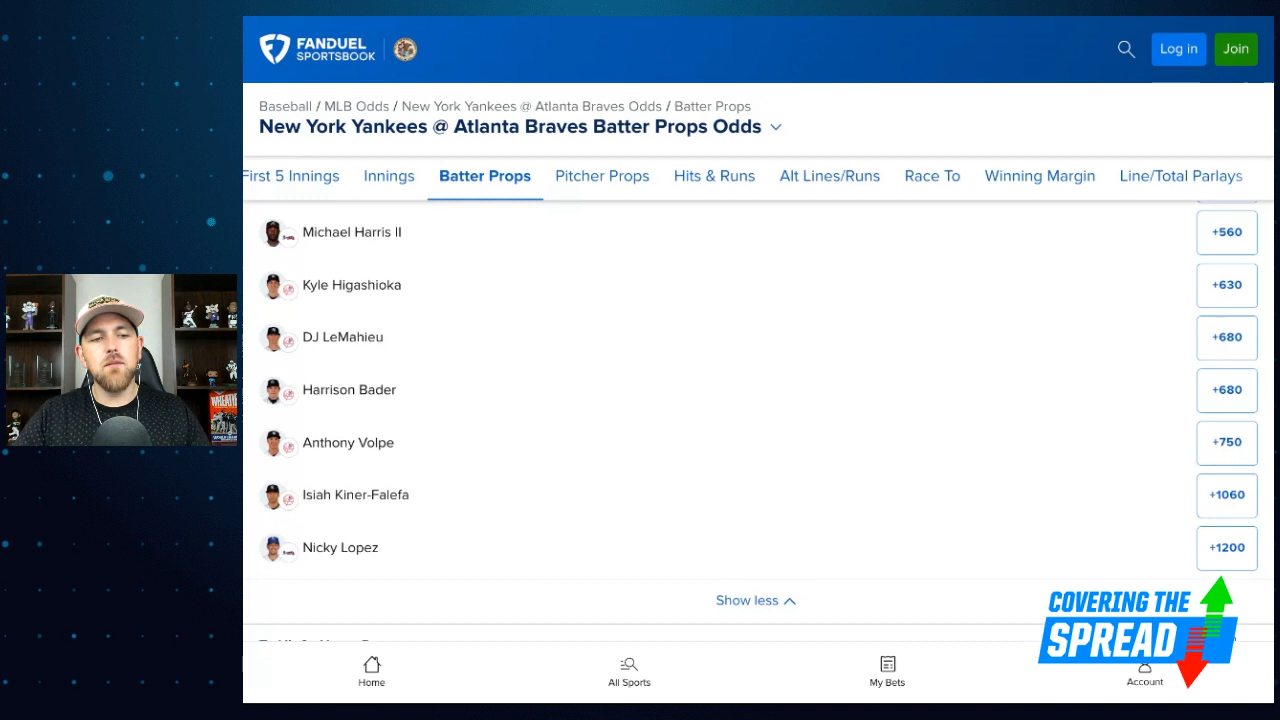 FANDUEL
SPORTSBOOK
Log in
Join
Baseball / MLB Odds / New York Yankees @ Atlanta Braves Odds / Batter Props
New York Yankees @ Atlanta Braves Batter Props Odds
First 5 Innings Innings Batter Props Pitcher Props Hits & Runs Alt Lines/Runs Race To Winning Margin Line/Total Parlays
Michael Harris II +560
Kyle Higashioka +630
DJ LeMahieu +680
Harrison Bader +680
Anthony Volpe +750
Isiah Kiner-Falefa +1060
Nicky Lopez +1200
Show less
COVERING THE
SPREAD
Home All Sports My Bets Account
WHEATIES